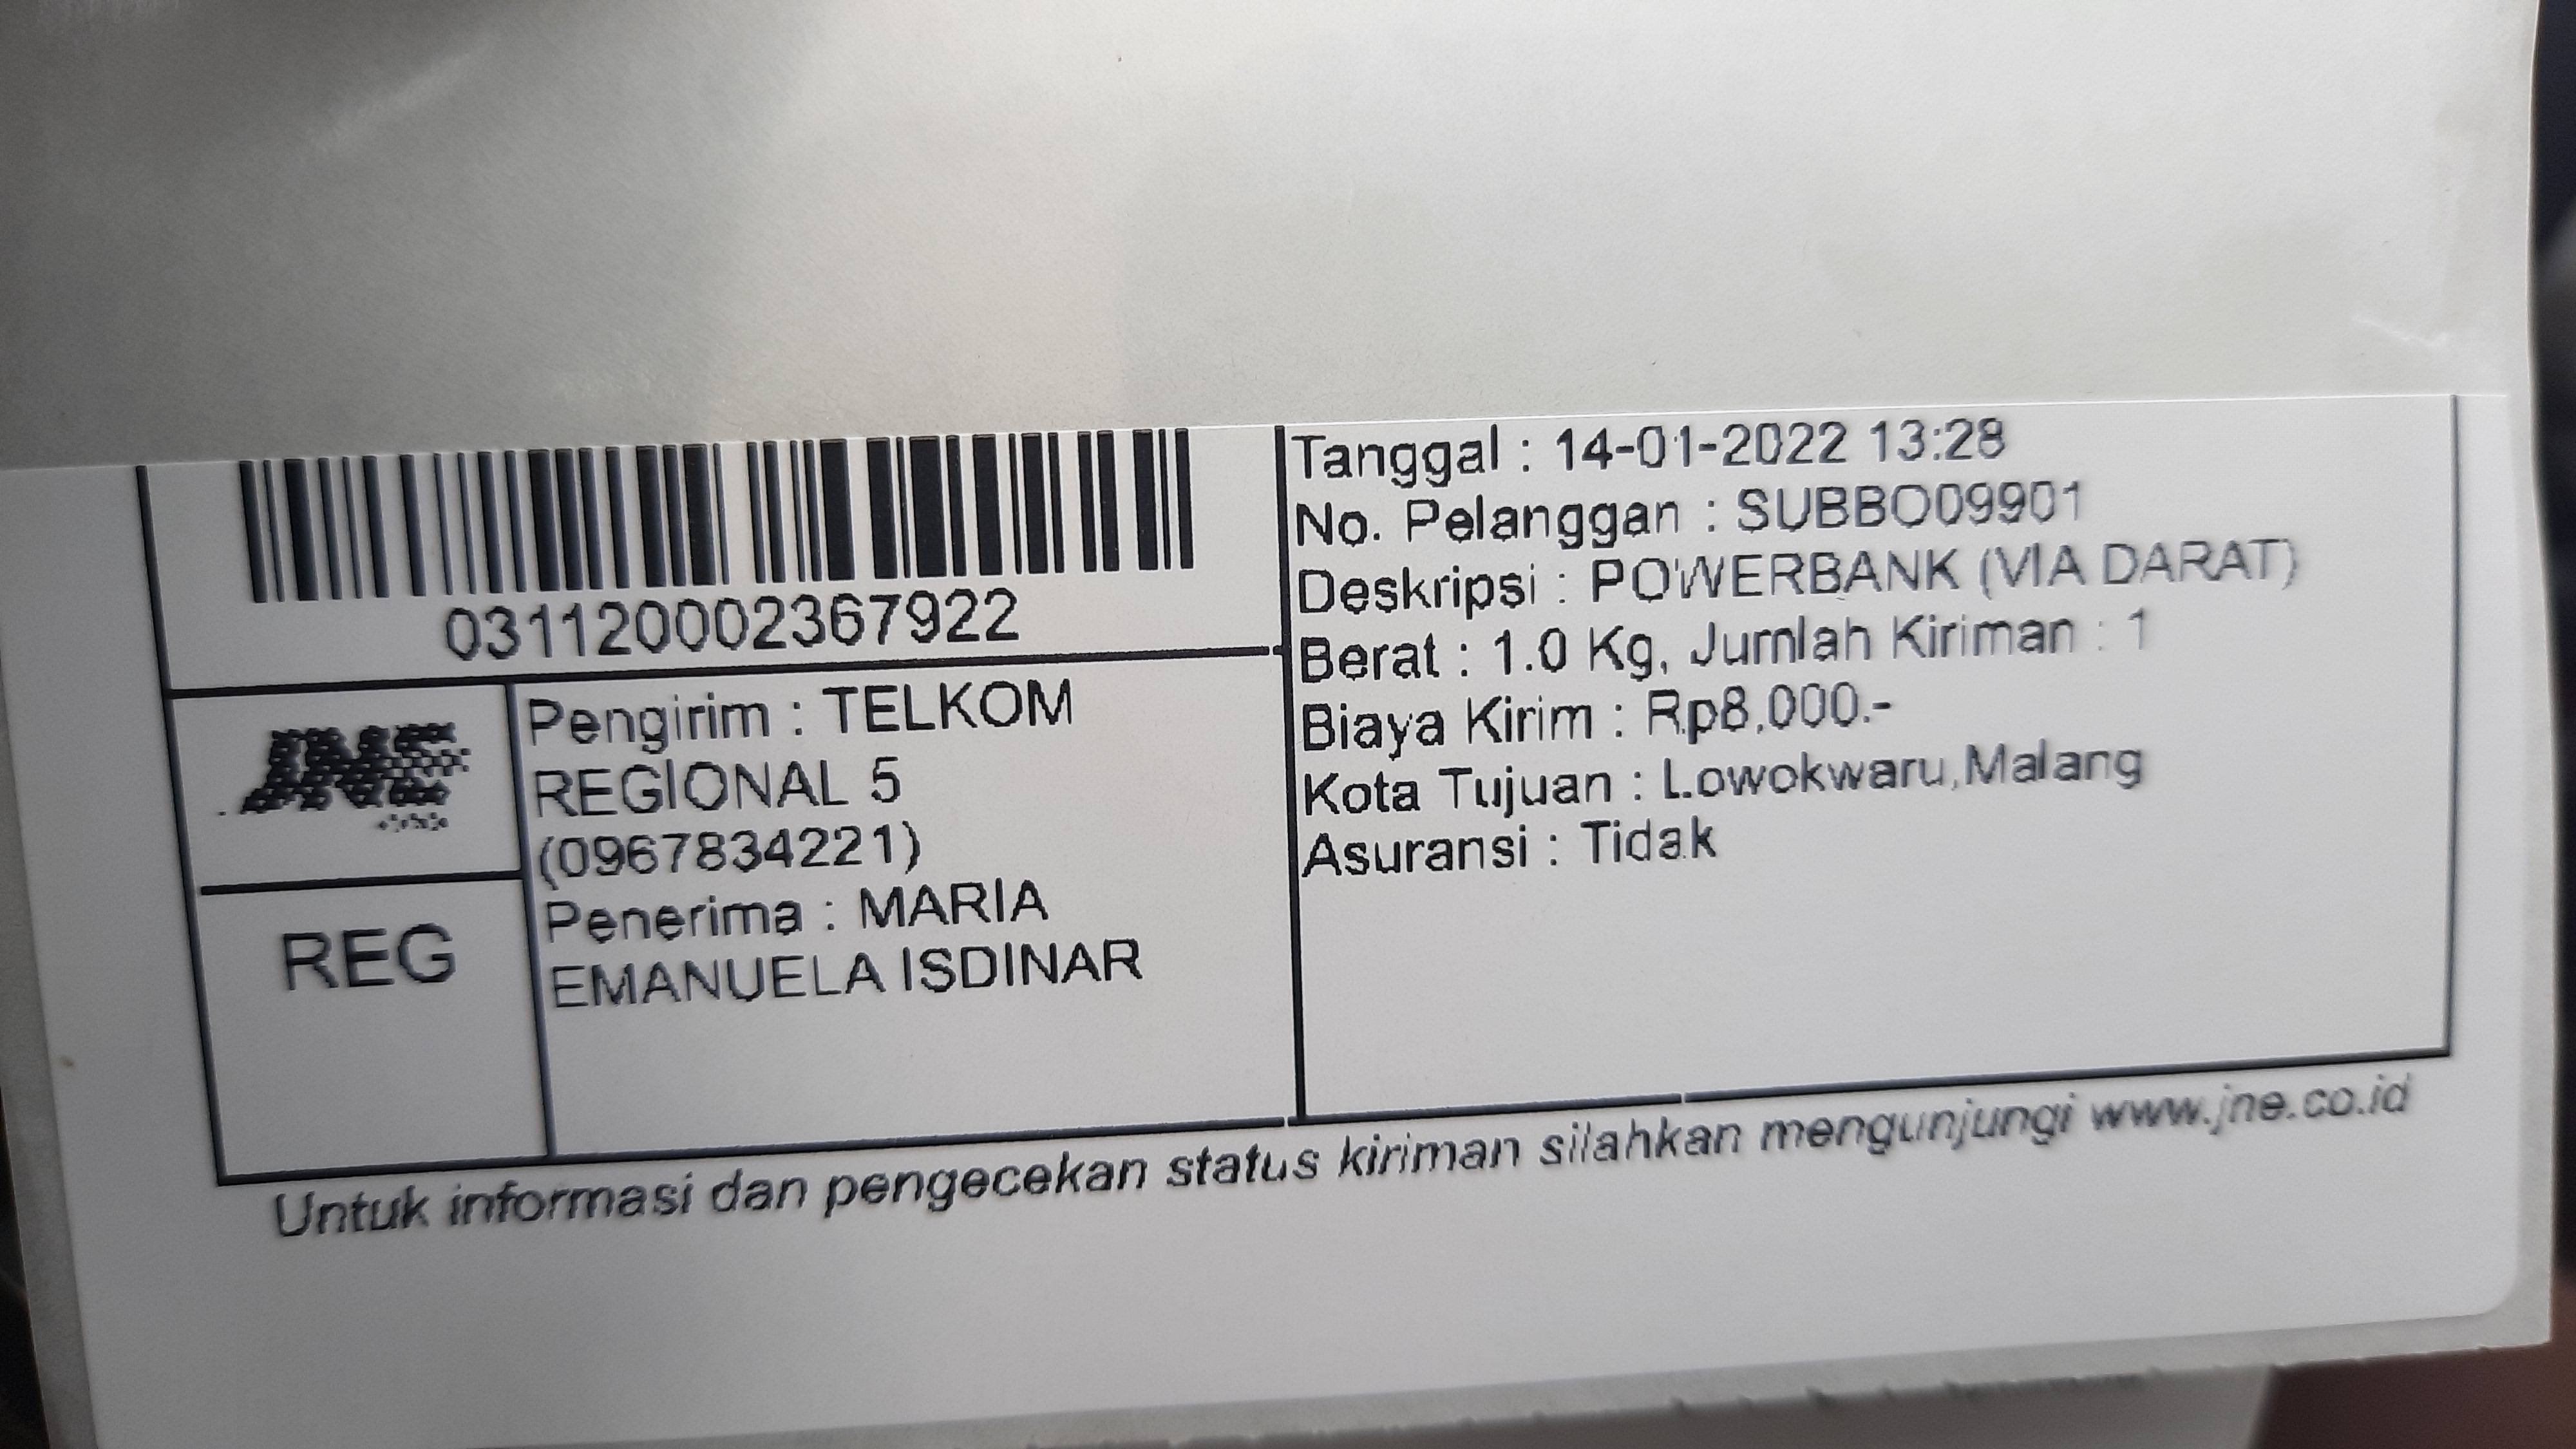 031120002367922
JNE
REG
Pengirim : TELKOM
REGIONAL 5
(0967834221)
Penerima : MARIA
EMANUELA ISDINAR
Tanggal : 14-01-2022 13:28
No. Pelanggan : SUBBO09901
Deskripsi : POWERBANK (VIA DARAT)
Berat : 1.0 Kg, Jumlah Kiriman : 1
Biaya Kirim : Rp8,000.-
Kota Tujuan : Lowokwaru,Malang
Asuransi : Tidak
Untuk informasi dan pengecekan status kiriman silahkan mengunjungi www.jne.co.id